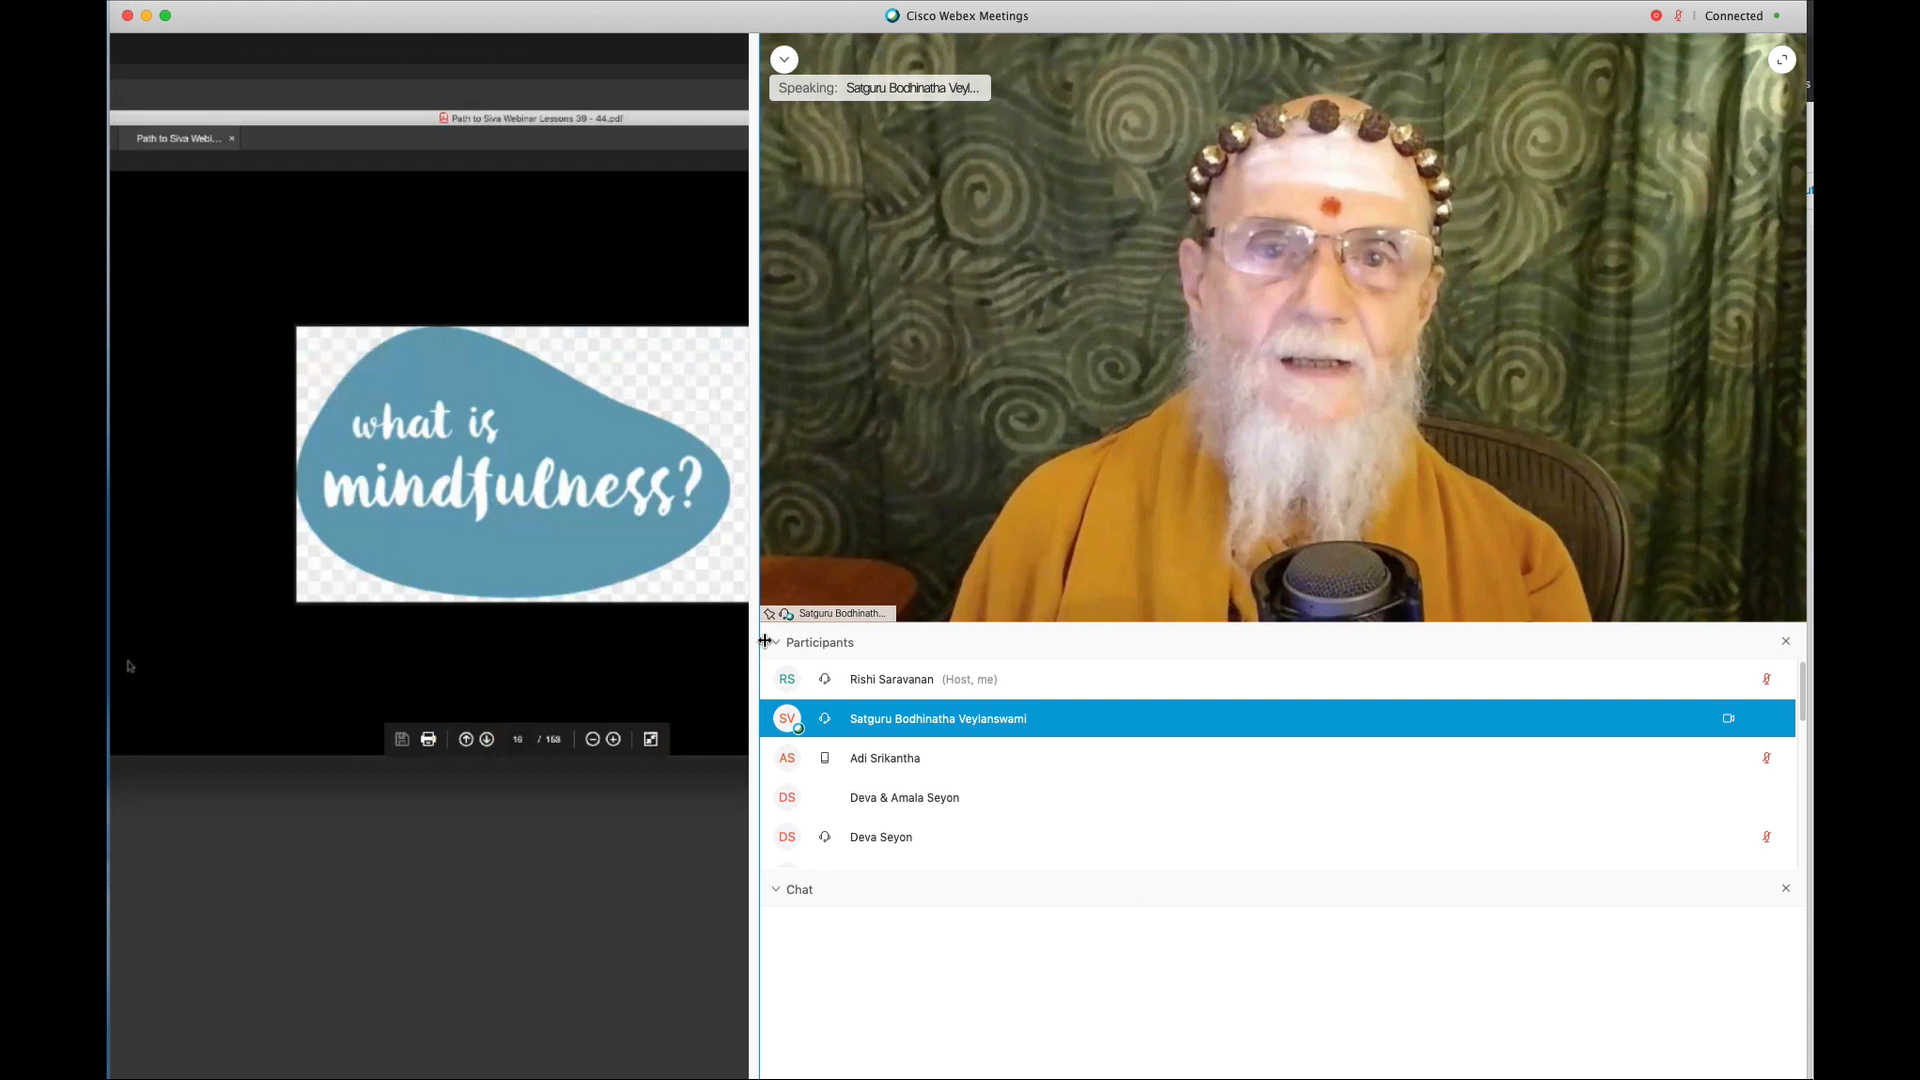 Cisco Webex Meetings
Connected
Speaking: Satguru Bodhinatha Veyl...
Path to Siva Webinar Lessons 39 - 44.pdf
Path to Siva Webi...
what is
mindfulness?
16 / 153
Satguru Bodhinath...
Participants
RS Rishi Saravanan (Host, me)
SV Satguru Bodhinatha Veylanswami
AS Adi Srikantha
DS Deva & Amala Seyon
DS Deva Seyon
Chat